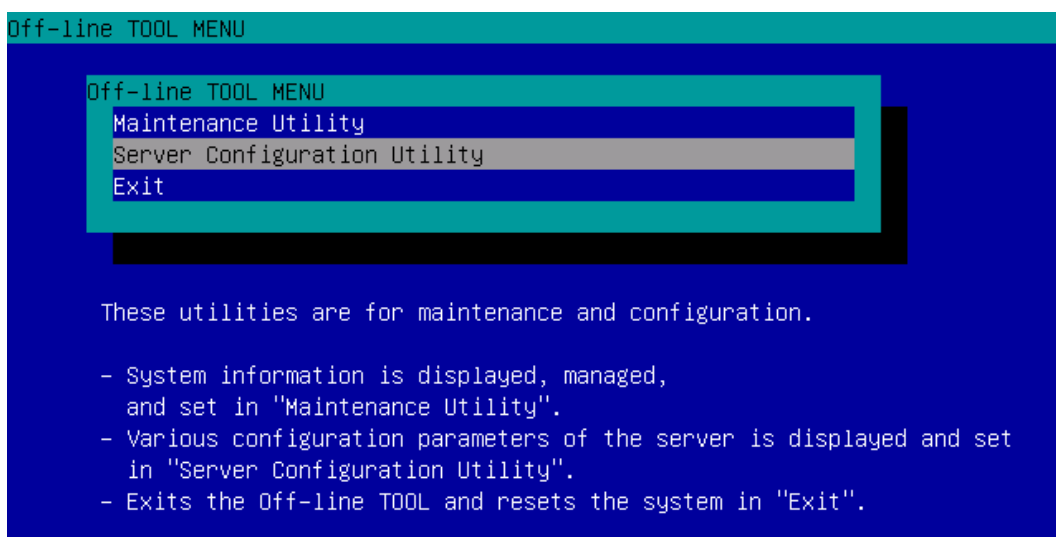 Off-line TOOL MENU
Off-line TOOL MENU
Maintenance Utility
Server Configuration Utility
Exit
These utilities are for maintenance and configuration.
- System information is displayed, managed,
and set in "Maintenance Utility".
- Various configuration parameters of the server is displayed and set
in "Server Configuration Utility".
- Exits the Off-line TOOL and resets the system in "Exit".